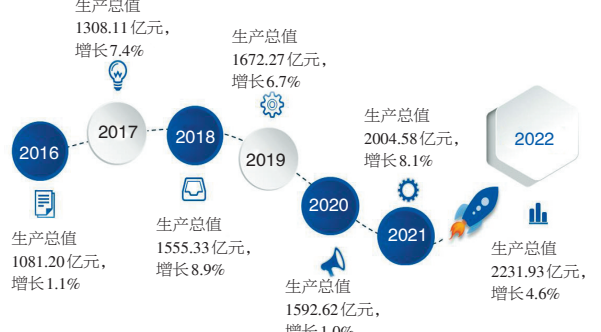 生产总值
1308.11亿元，
增长7.4%
生产总值
1672.27亿元，
增长6.7%
生产总值
2004.58亿元，
增长8.1%
2016
2017
2018
2019
2020
2021
2022
生产总值
1081.20亿元，
增长1.1%
生产总值
1555.33亿元，
增长8.9%
生产总值
1592.62亿元，
增长1.0%
生产总值
2231.93亿元，
增长4.6%